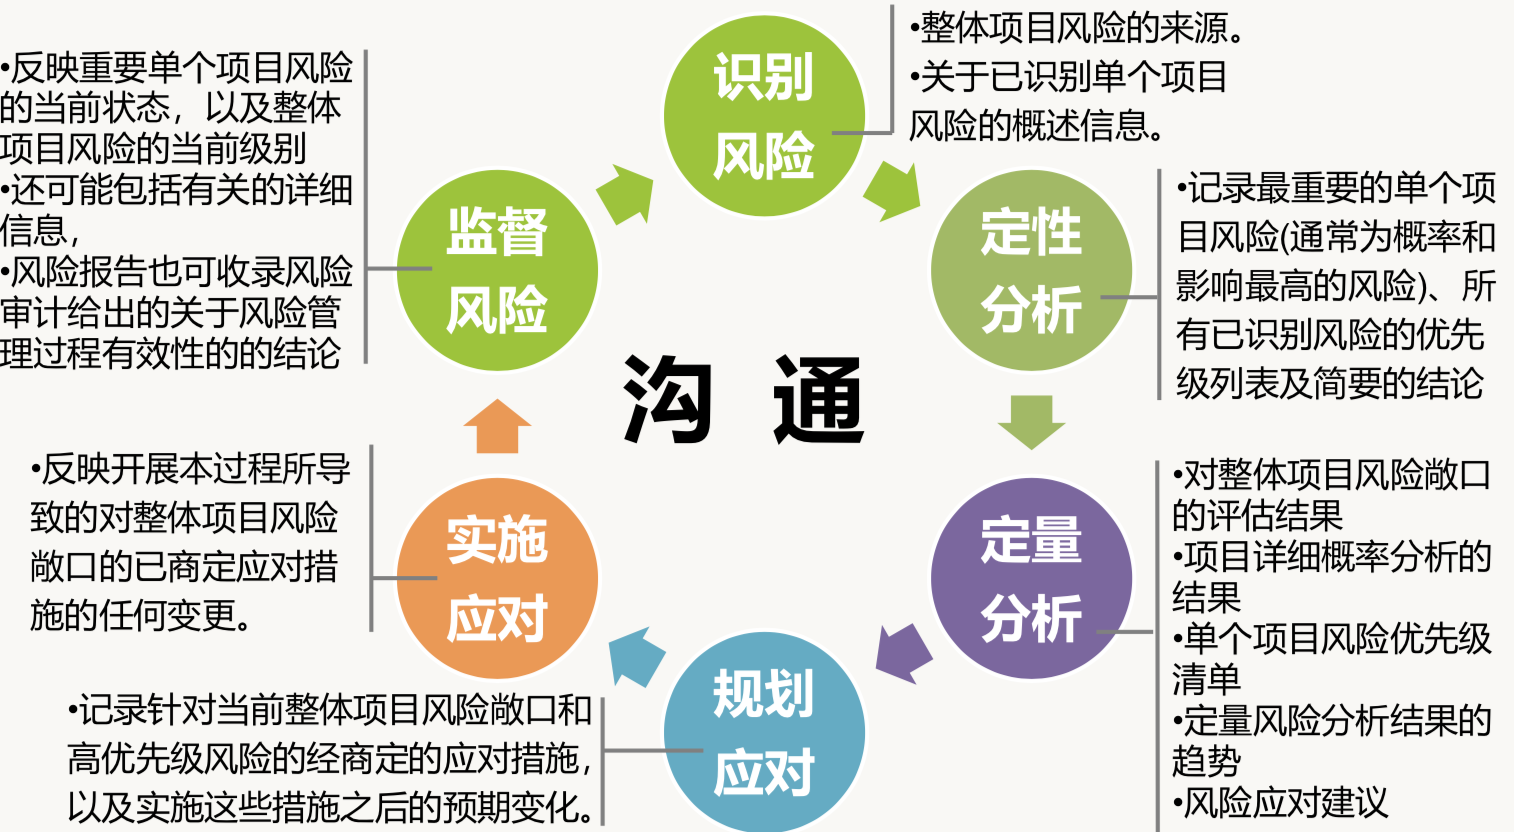 识别
风险
•整体项目风险的来源。
•关于已识别单个项目
风险的概述信息。
定性
分析
•记录最重要的单个项
目风险(通常为概率和
影响最高的风险)、所
有已识别风险的优先
级列表及简要的结论
定量
分析
•对整体项目风险敞口
的评估结果
•项目详细概率分析的
结果
•单个项目风险优先级
清单
•定量风险分析结果的
趋势
•风险应对建议
规划
应对
•记录针对当前整体项目风险敞口和
高优先级风险的经商定的应对措施,
以及实施这些措施之后的预期变化。
实施
应对
•反映开展本过程所导
致的对整体项目风险
敞口的已商定应对措
施的任何变更。
监督
风险
•反映重要单个项目风险
的当前状态，以及整体
项目风险的当前级别
•还可能包括有关的详细
信息，
•风险报告也可收录风险
审计给出的关于风险管
理过程有效性的的结论
沟 通